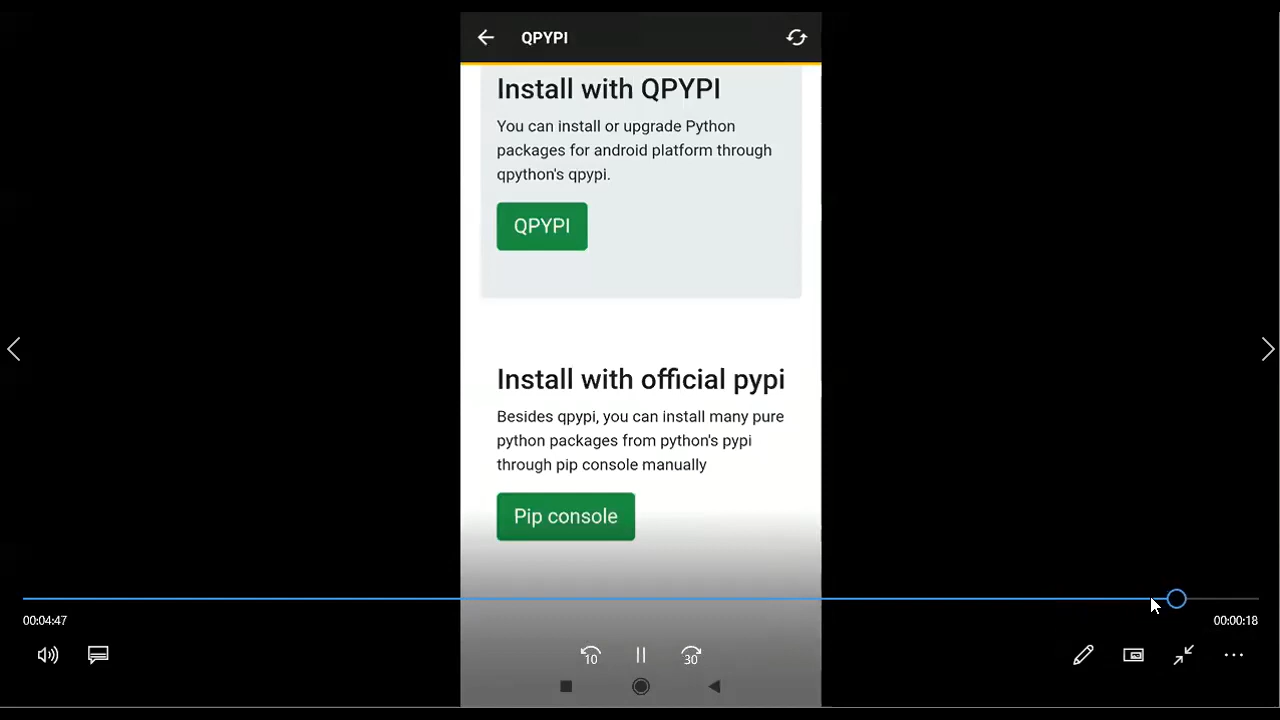 QPYPI
Install with QPYPI
You can install or upgrade Python
packages for android platform through
qpython's qpypi.
QPYPI
Install with official pypi
Besides qpypi, you can install many pure
python packages from python's pypi
through pip console manually
Pip console
00:04:47
00:00:18
10
30